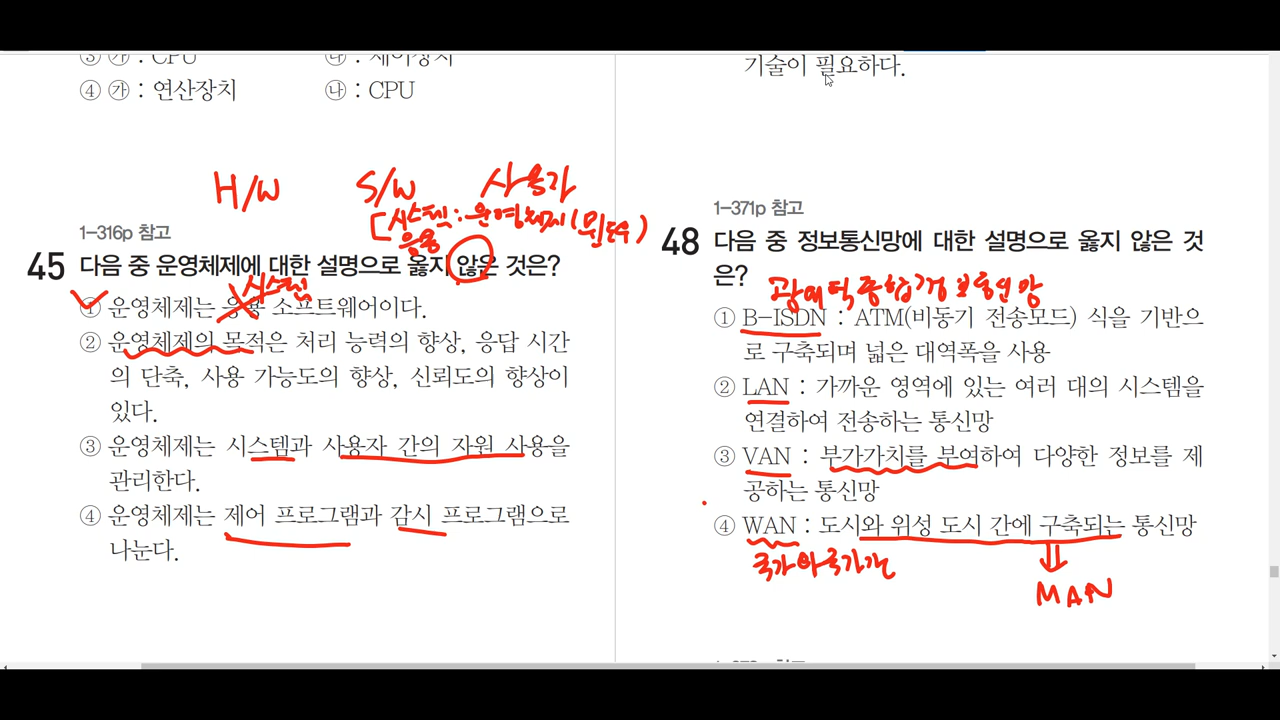 ③ ㉮ : CPU ㉯ : 제어장치
④ ㉮ : 연산장치 ㉯ : CPU
H/W S/W 사용자
[시스템 : 운영체제(윈도우)
응용
1-316p 참고
45 다음 중 운영체제에 대한 설명으로 옳지 않은 것은?
시스템
① 운영체제는 응용 소프트웨어이다.
② 운영체제의 목적은 처리 능력의 향상, 응답 시간
의 단축, 사용 가능도의 향상, 신뢰도의 향상이
있다.
③ 운영체제는 시스템과 사용자 간의 자원 사용을
관리한다.
④ 운영체제는 제어 프로그램과 감시 프로그램으로
나눈다.
기술이 필요하다.
1-371p 참고
48 다음 중 정보통신망에 대한 설명으로 옳지 않은 것
은?
광대역종합정보통신망
① B-ISDN : ATM(비동기 전송모드) 식을 기반으
로 구축되며 넓은 대역폭을 사용
② LAN : 가까운 영역에 있는 여러 대의 시스템을
연결하여 전송하는 통신망
③ VAN : 부가가치를 부여하여 다양한 정보를 제
공하는 통신망
④ WAN : 도시와 위성 도시 간에 구축되는 통신망
국가와 국가간
MAN